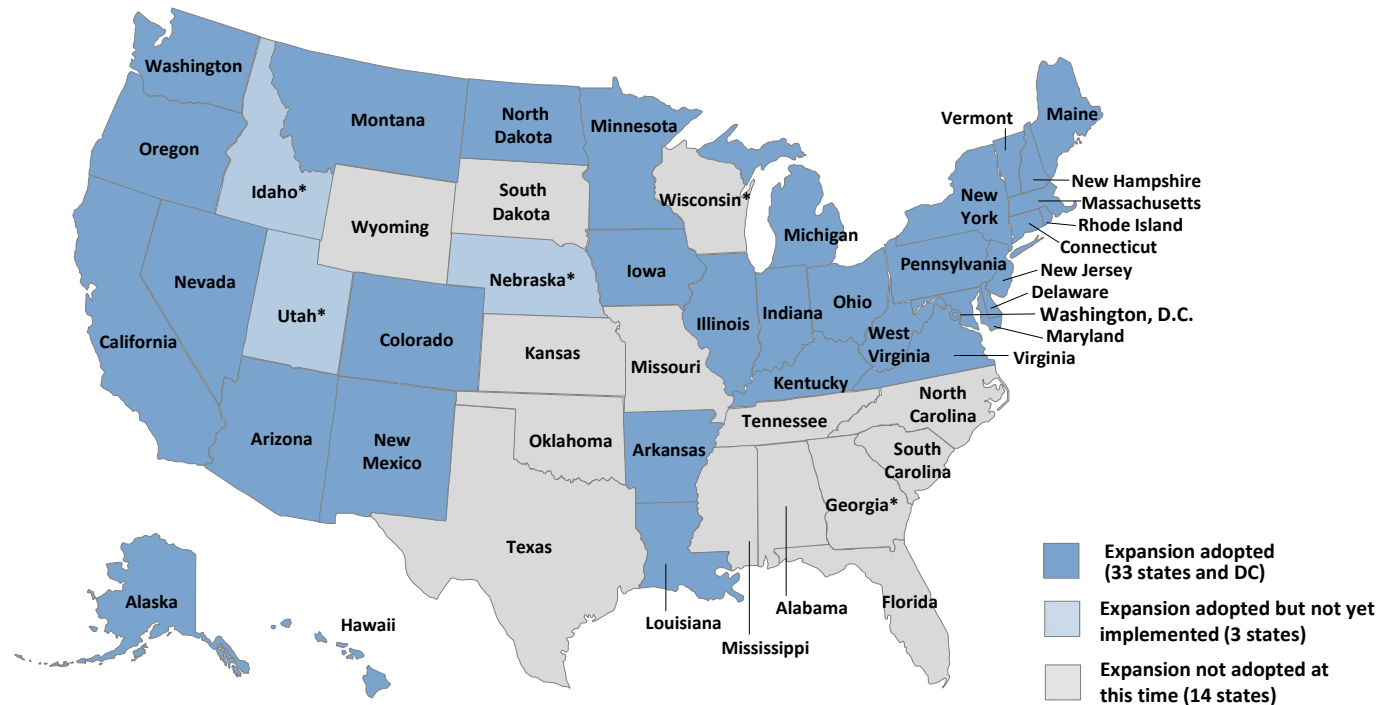 Washington
Montana
North
Dakota
Minnesota
Vermont
Maine
Oregon
Idaho*
South
Dakota
Wisconsin*
New Hampshire
Massachusetts
New
York
Rhode Island
Connecticut
Wyoming
Michigan
Pennsylvania
New Jersey
Nevada
Utah*
Nebraska*
Iowa
Illinois
Indiana
Ohio
Delaware
Washington, D.C.
Maryland
Virginia
West
Virginia
California
Colorado
Kansas
Missouri
Kentucky
North
Carolina
Tennessee
Arizona
New
Mexico
Oklahoma
Arkansas
South
Carolina
Georgia*
Texas
Alaska
Hawaii
Louisiana
Mississippi
Alabama
Florida
Expansion adopted
(33 states and DC)
Expansion adopted but not yet
implemented (3 states)
Expansion not adopted at
this time (14 states)